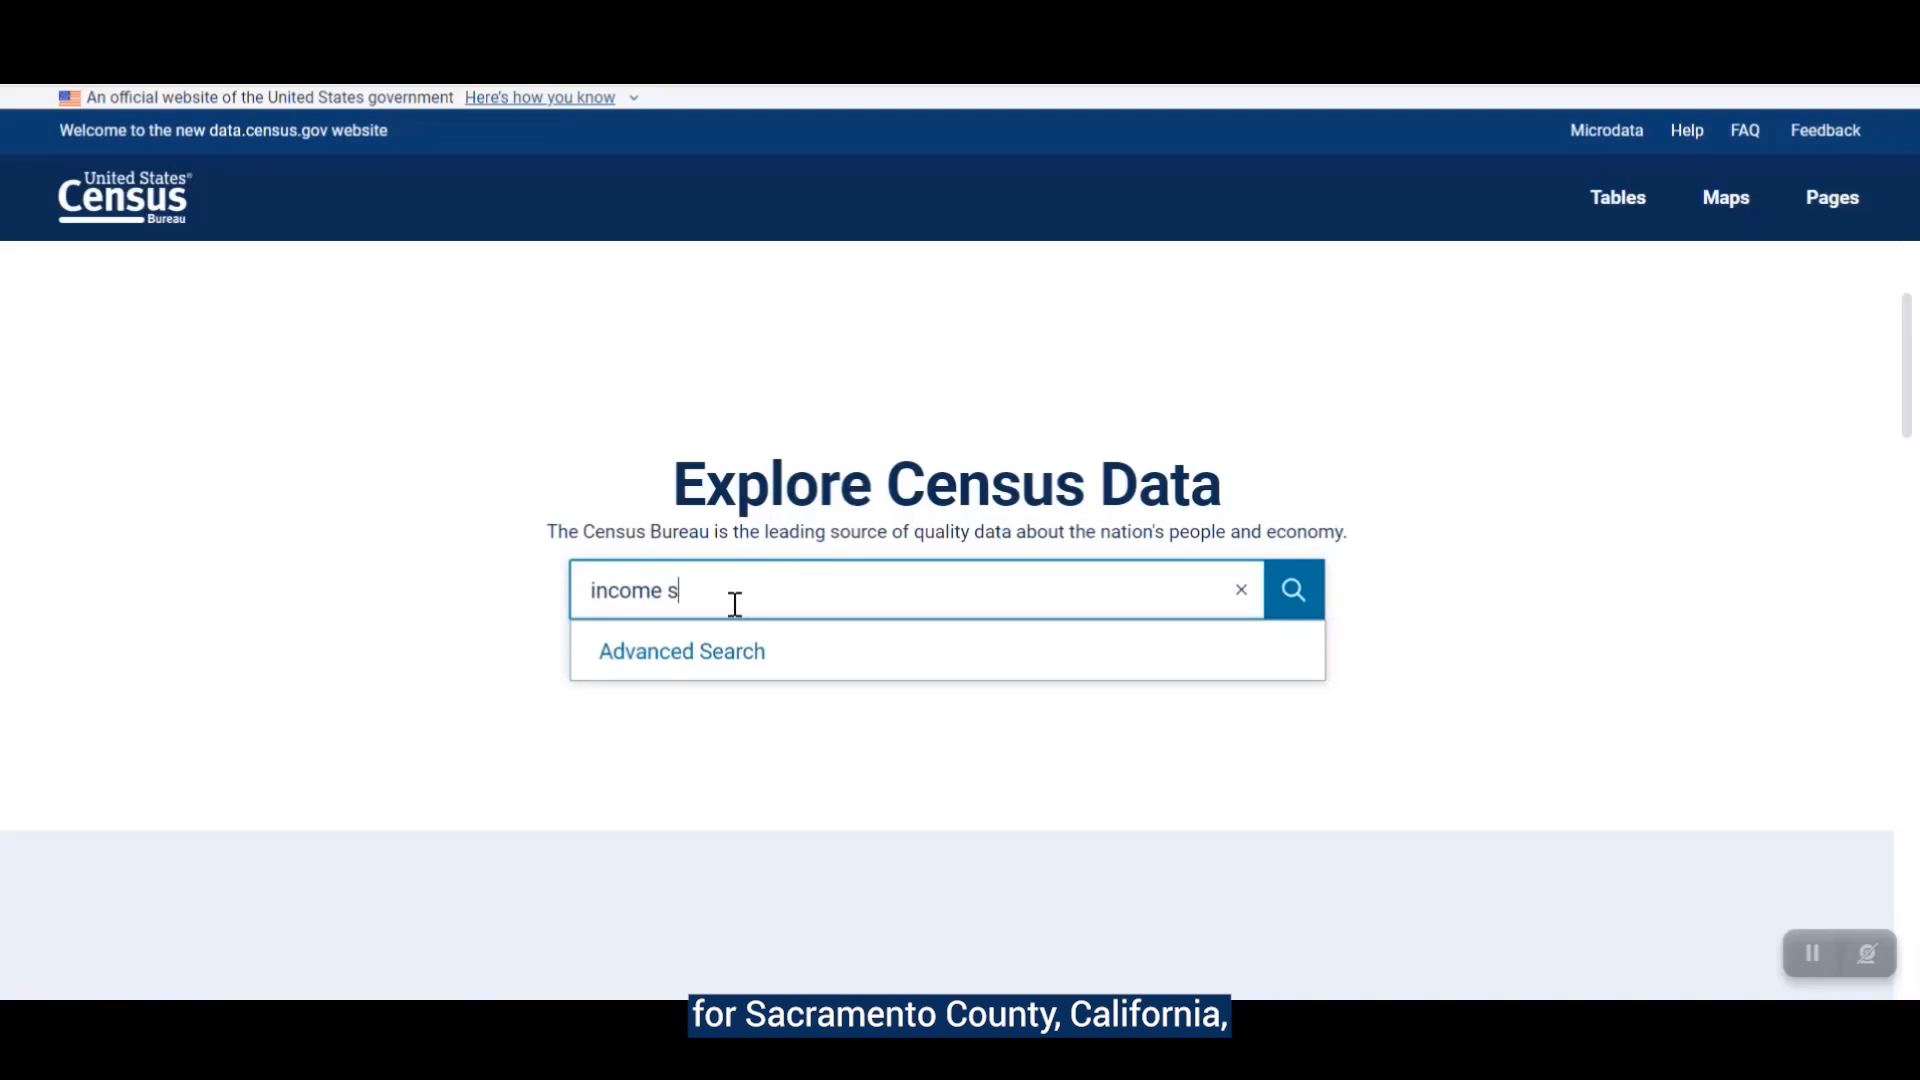 An official website of the United States government Here's how you know
Welcome to the new data.census.gov website
Microdata Help FAQ Feedback
United States®
Census
Bureau
Tables Maps Pages
Explore Census Data
The Census Bureau is the leading source of quality data about the nation's people and economy.
income s
Advanced Search
for Sacramento County, California,